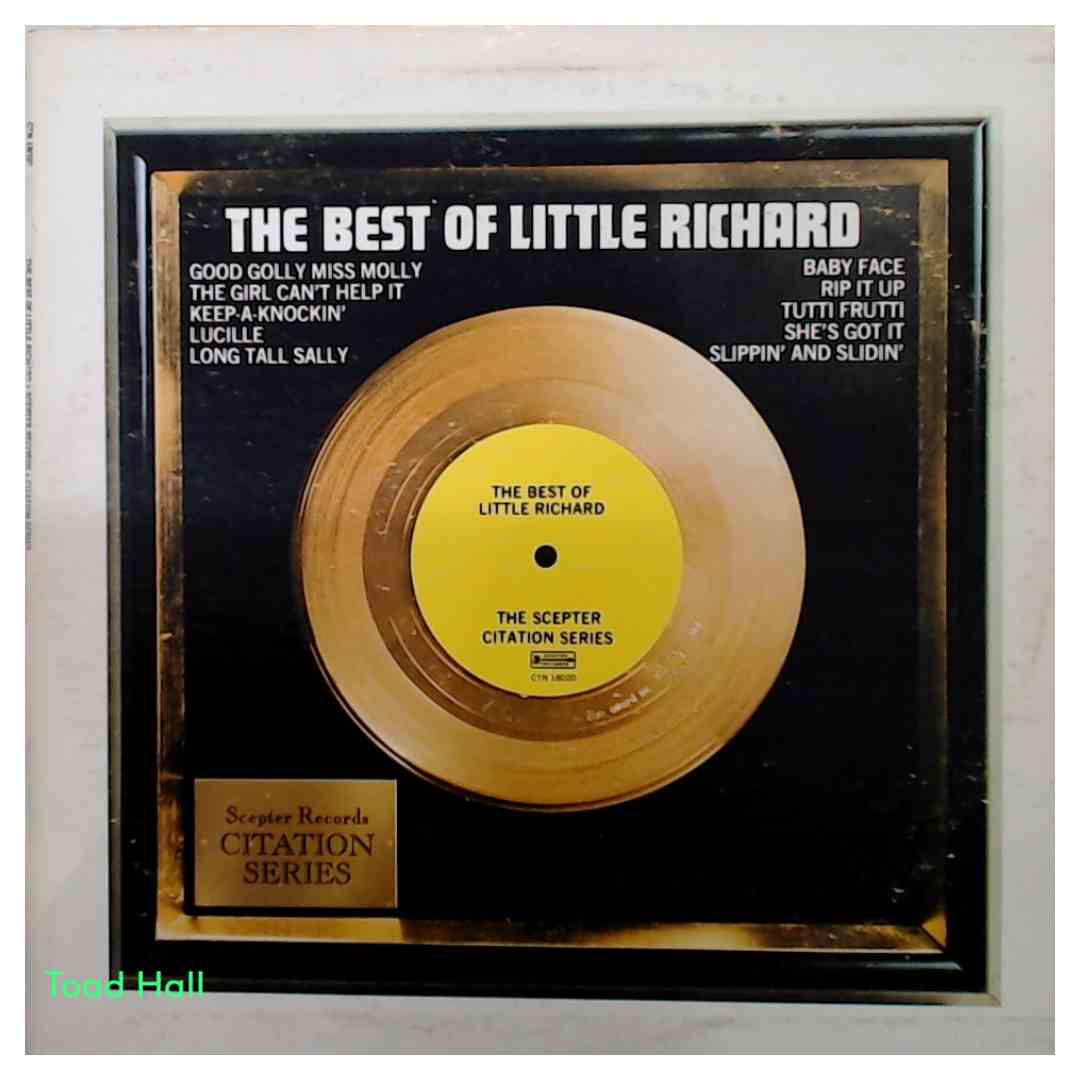 THE BEST OF LITTLE RICHARD
GOOD GOLLY MISS MOLLY
THE GIRL CAN'T HELP IT
KEEP-A-KNOCKIN'
LUCILLE
LONG TALL SALLY
BABY FACE
RIP IT UP
TUTTI FRUTTI
SHE'S GOT IT
SLIPPIN' AND SLIDIN'
THE BEST OF
LITTLE RICHARD
THE SCEPTER
CITATION SERIES
CTN 18020
Scepter Records
CITATION
SERIES
Toad Hall